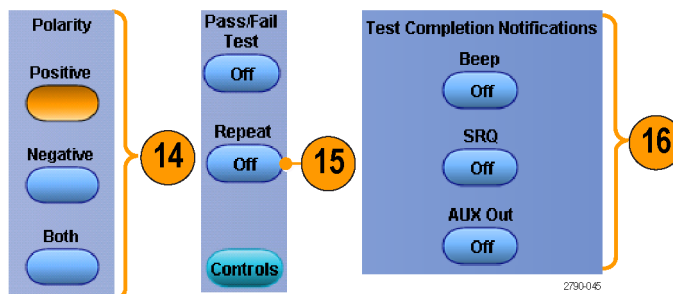 Polarity
Positive
Negative
Both
14
Pass/Fail
Test
Off
Repeat
Off
15
Controls
Test Completion Notifications
Beep
Off
SRQ
Off
AUX Out
Off
16
2790-045